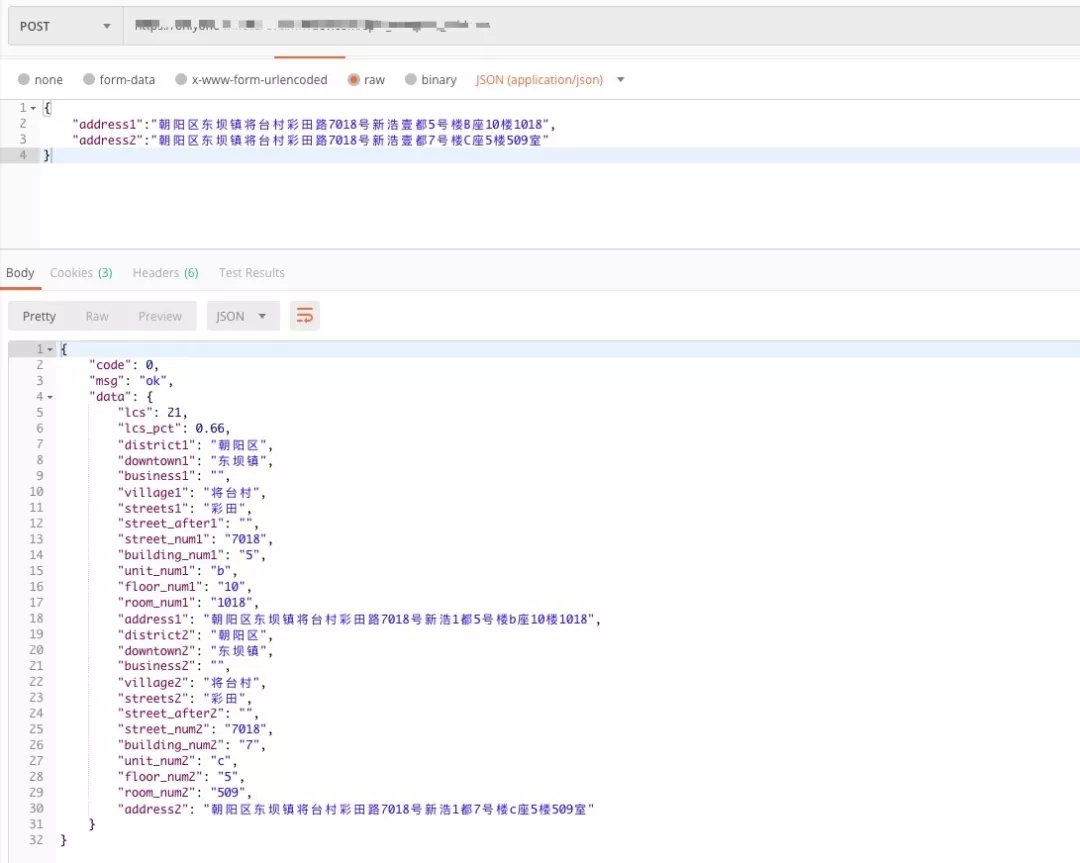 POST
none form-data x-www-form-urlencoded raw binary JSON (application/json)
1 {
2 "address1":"朝阳区东坝镇将台村彩田路7018号新浩壹都5号楼B座10楼1018",
3 "address2":"朝阳区东坝镇将台村彩田路7018号新浩壹都7号楼C座5楼509室"
4 }
Body Cookies (3) Headers (6) Test Results
Pretty Raw Preview JSON
1 {
2 "code": 0,
3 "msg": "ok",
4 "data": {
5 "lcs": 21,
6 "lcs_pct": 0.66,
7 "district1": "朝阳区",
8 "downtown1": "东坝镇",
9 "business1": "",
10 "village1": "将台村",
11 "streets1": "彩田",
12 "street_after1": "",
13 "street_num1": "7018",
14 "building_num1": "5",
15 "unit_num1": "b",
16 "floor_num1": "10",
17 "room_num1": "1018",
18 "address1": "朝阳区东坝镇将台村彩田路7018号新浩1都5号楼b座10楼1018",
19 "district2": "朝阳区",
20 "downtown2": "东坝镇",
21 "business2": "",
22 "village2": "将台村",
23 "streets2": "彩田",
24 "street_after2": "",
25 "street_num2": "7018",
26 "building_num2": "7",
27 "unit_num2": "c",
28 "floor_num2": "5",
29 "room_num2": "509",
30 "address2": "朝阳区东坝镇将台村彩田路7018号新浩1都7号楼c座5楼509室"
31 }
32 }